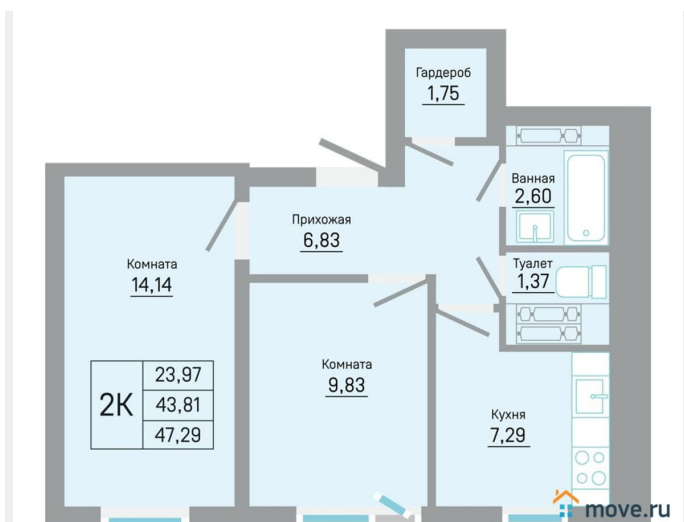 Гардероб
1,75
Ванная
2,60
Прихожая
6,83
Туалет
1,37
Комната
14,14
Комната
9,83
2К
23,97
43,81
47,29
Кухня
7,29
move.ru